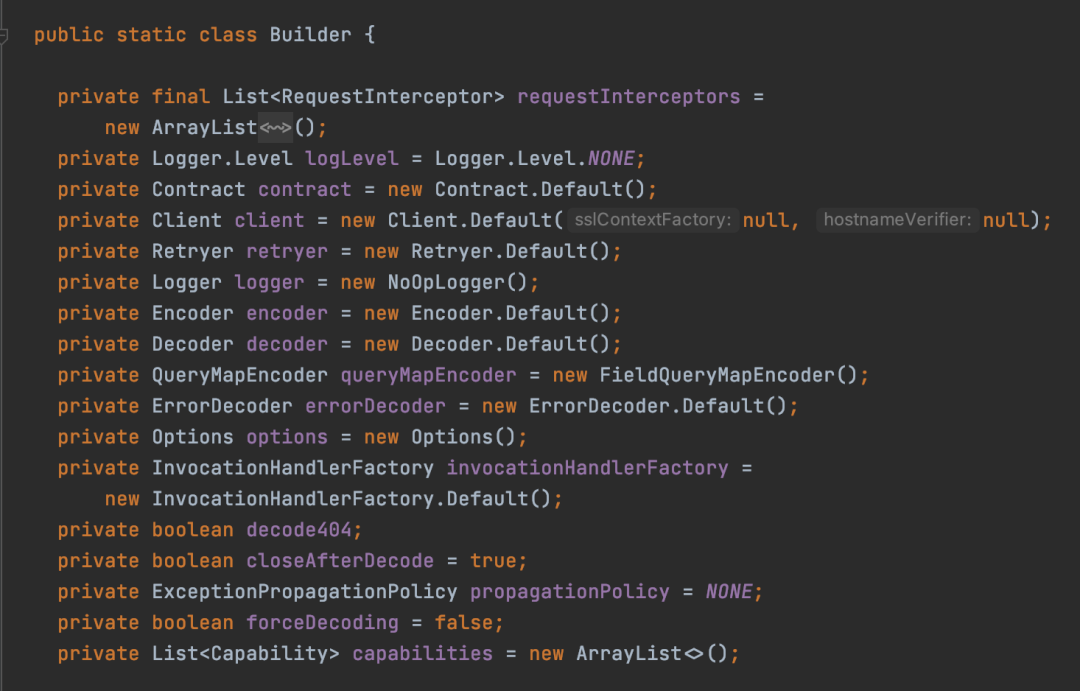 public static class Builder {
private final List<RequestInterceptor> requestInterceptors =
new ArrayList<~>();
private Logger.Level logLevel = Logger.Level.NONE;
private Contract contract = new Contract.Default();
private Client client = new Client.Default( sslContextFactory: null, hostnameVerifier: null);
private Retryer retryer = new Retryer.Default();
private Logger logger = new NoOpLogger();
private Encoder encoder = new Encoder.Default();
private Decoder decoder = new Decoder.Default();
private QueryMapEncoder queryMapEncoder = new FieldQueryMapEncoder();
private ErrorDecoder errorDecoder = new ErrorDecoder.Default();
private Options options = new Options();
private InvocationHandlerFactory invocationHandlerFactory =
new InvocationHandlerFactory.Default();
private boolean decode404;
private boolean closeAfterDecode = true;
private ExceptionPropagationPolicy propagationPolicy = NONE;
private boolean forceDecoding = false;
private List<Capability> capabilities = new ArrayList<>();